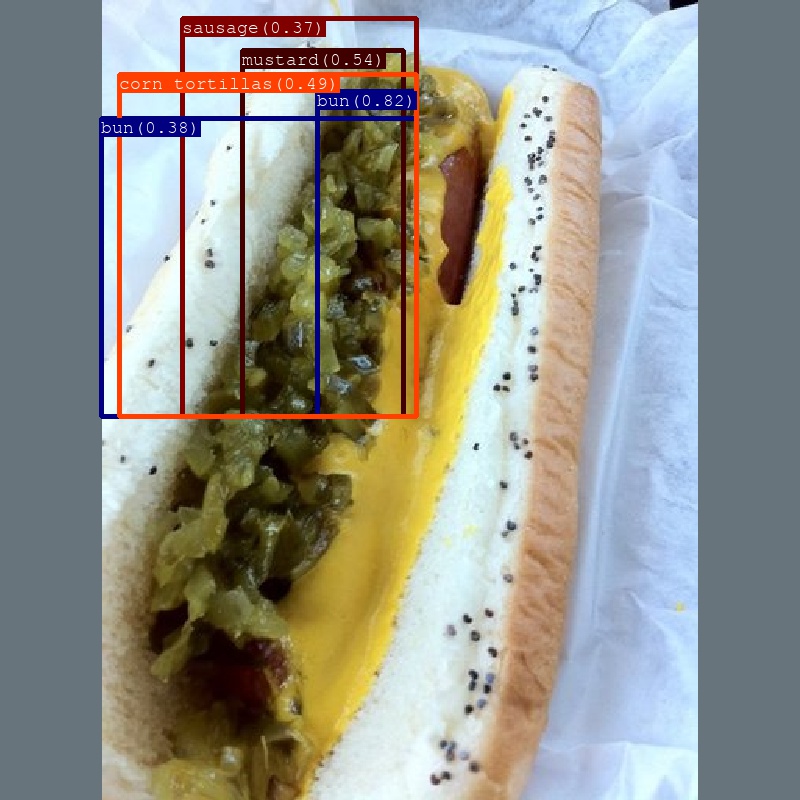 sausage(0.37)
mustard(0.54)
corn tortillas(0.49)
bun(0.82)
bun(0.38)